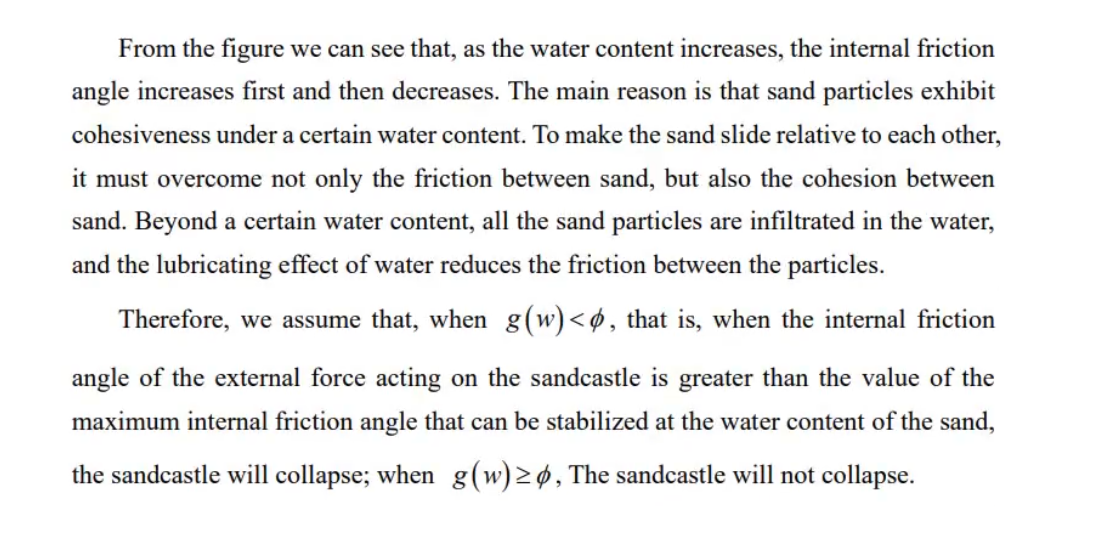 From the figure we can see that, as the water content increases, the internal friction
angle increases first and then decreases. The main reason is that sand particles exhibit
cohesiveness under a certain water content. To make the sand slide relative to each other,
it must overcome not only the friction between sand, but also the cohesion between
sand. Beyond a certain water content, all the sand particles are infiltrated in the water,
and the lubricating effect of water reduces the friction between the particles.
Therefore, we assume that, when g(w)<ϕ, that is, when the internal friction
angle of the external force acting on the sandcastle is greater than the value of the
maximum internal friction angle that can be stabilized at the water content of the sand,
the sandcastle will collapse; when g(w)≥ϕ, The sandcastle will not collapse.